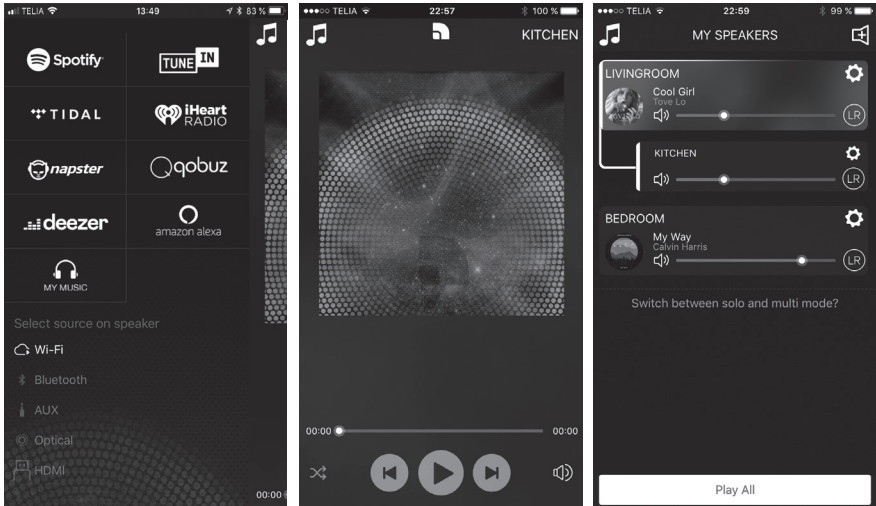 TELIA 13:49 83 %
Spotify
TUNE IN
TIDAL
iHeart
RADIO
napster
qobuz
deezer
amazon alexa
MY MUSIC
Select source on speaker
Wi-Fi
Bluetooth
AUX
Optical
HDMI
00:00
TELIA 22:57 100 %
KITCHEN
00:00 00:00
TELIA 22:59 99 %
MY SPEAKERS
LIVINGROOM
Cool Girl
Tove Lo
LR
KITCHEN
LR
BEDROOM
My Way
Calvin Harris
LR
Switch between solo and multi mode?
Play All